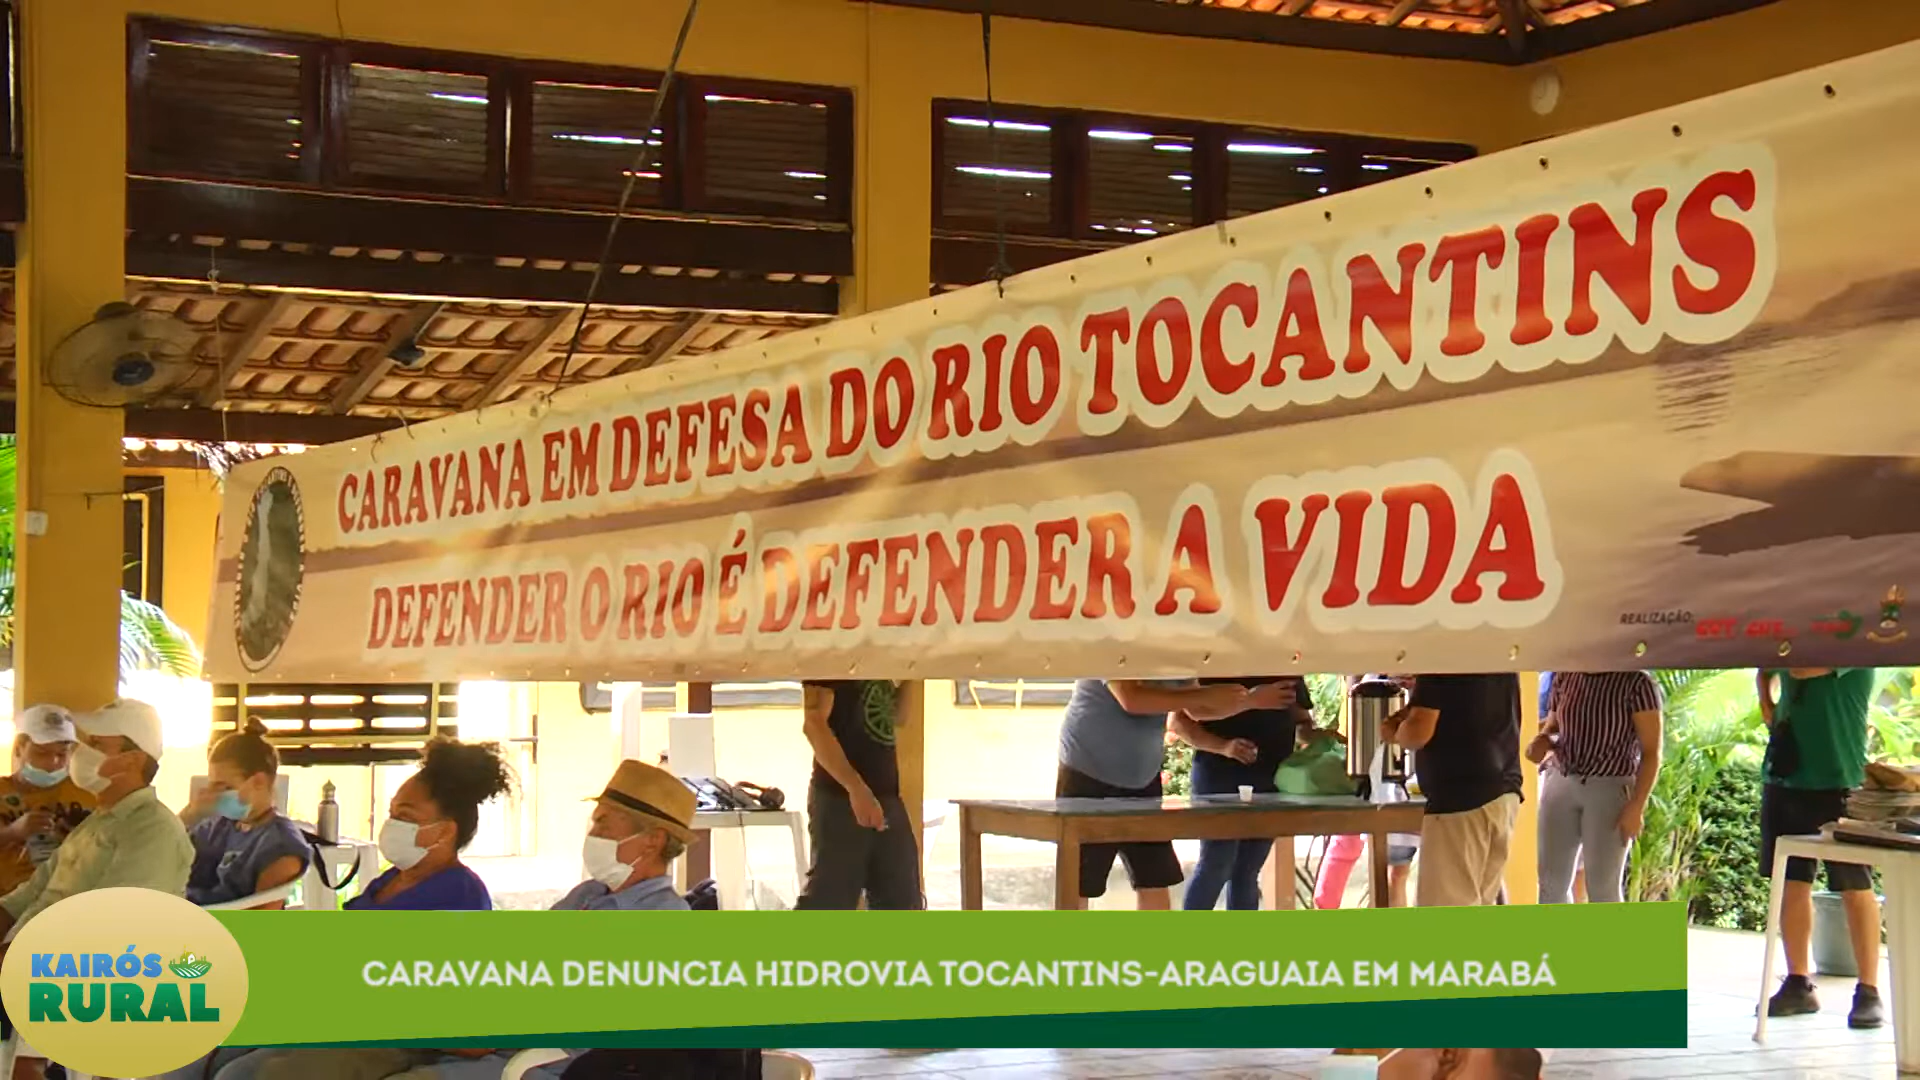 CARAVANA EM DEFESA DO RIO TOCANTINS
DEFENDER O RIO É DEFENDER A VIDA
REALIZAÇÃO:
KAIRÓS
RURAL
CARAVANA DENUNCIA HIDROVIA TOCANTINS-ARAGUAIA EM MARABÁ